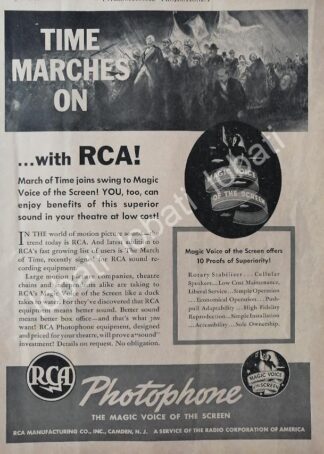 TIME
MARCHES
ON
...with RCA!
March of Time joins swing to Magic
Voice of the Screen! YOU, too, can
enjoy benefits of this superior
sound in your theatre at low cost!
IN THE world of motion picture sound the
trend today is RCA. And latest addition to
RCA's fast growing list of users is The March
of Time, recently signed for RCA sound re-
cording equipment.
Large motion picture companies, theatre
chains and theatres alike are taking to
RCA's Magic Voice of the Screen like a duck
to water. For they've discovered that RCA
equipment means better sound. Better sound
means better box office—and that's what you
want! RCA Photophone equipment, designed
and priced for your theatre, will prove a "sound"
investment! Details on request. No obligation.
MAGIC VOICE
OF THE SCREEN
Magic Voice of the Screen offers
10 Proofs of Superiority!
Rotary Stabilizer...Cellular
Speakers...Low Cost Maintenance,
Liberal Service...Simple Operation
...Economical Operation...Push-
pull Adaptability...High Fidelity
Reproduction...Simple Installation
...Accessibility...Sole Ownership.
RCA
Photophone
MAGIC VOICE
OF THE SCREEN
THE MAGIC VOICE OF THE SCREEN
RCA MANUFACTURING CO., INC., CAMDEN, N. J. A SERVICE OF THE RADIO CORPORATION OF AMERICA